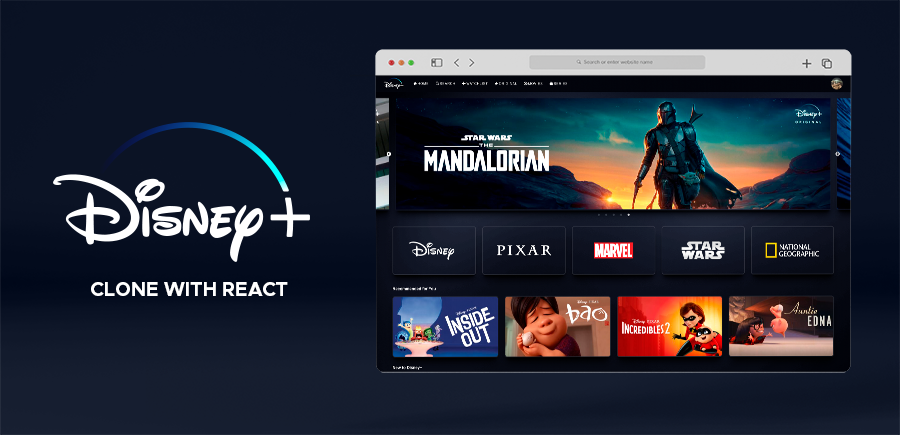 Disney+
CLONE WITH REACT
Search or enter website name
Disney+
HOME SEARCH WATCHLIST ORIGINAL MOVIES SERIES
STAR WARS
THE
MANDALORIAN
Disney+
ORIGINAL
Disney
PIXAR
MARVEL
STAR
WARS
NATIONAL
GEOGRAPHIC
Recommended for You
INSIDE
OUT
bao
Disney PIXAR
INCREDIBLES 2
Auntie
EDNA
New to Disney+